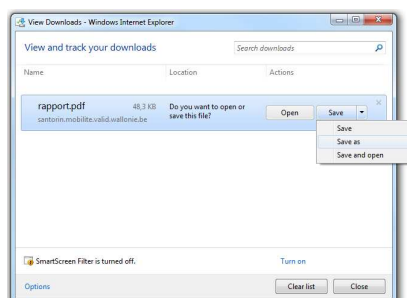 View Downloads - Windows Internet Explorer
View and track your downloads
Search downloads
Name Location Actions
rapport.pdf 48,3 KB Do you want to open or save this file? Open Save
santorin.mobilite.valid.wallonie.be
Save
Save as
Save and open
SmartScreen Filter is turned off. Turn on
Options Clear list Close